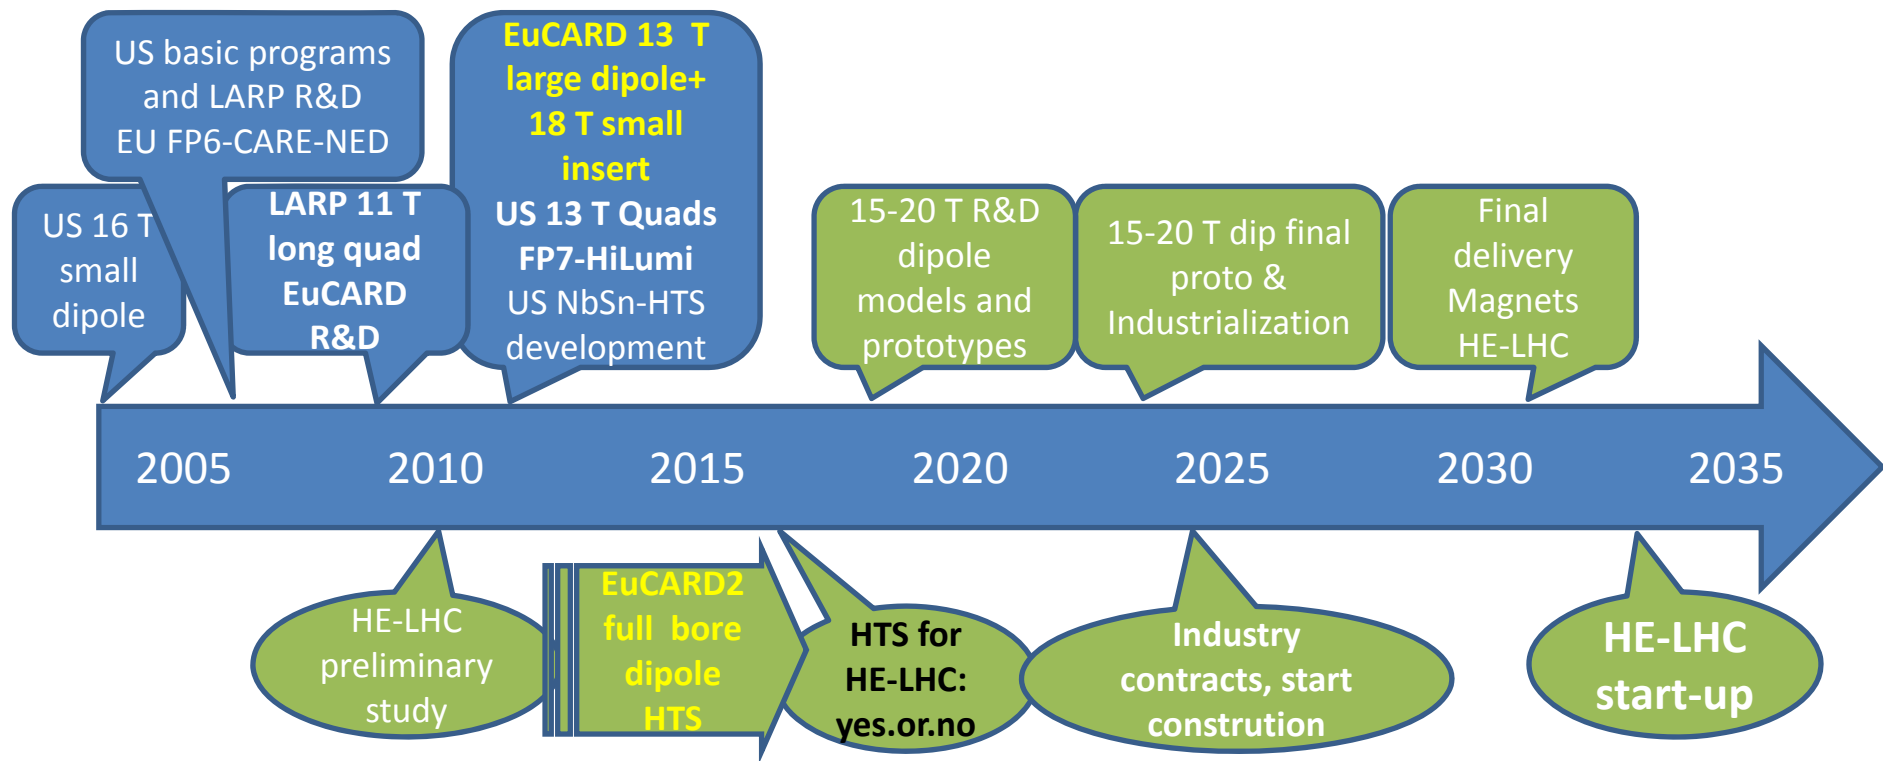 US basic programs
and LARP R&D
EU FP6-CARE-NED
EuCARD 13 T
large dipole+
18 T small
insert
US 13 T Quads
FP7-HiLumi
US NbSn-HTS
development
US 16 T
small
dipole
LARP 11 T
long quad
EuCARD
R&D
15-20 T R&D
dipole
models and
prototypes
15-20 T dip final
proto &
Industrialization
Final
delivery
Magnets
HE-LHC
2005 2010 2015 2020 2025 2030 2035
HE-LHC
preliminary
study
EuCARD2
full bore
dipole
HTS
HTS for
HE-LHC:
yes.or.no
Industry
contracts, start
constrution
HE-LHC
start-up